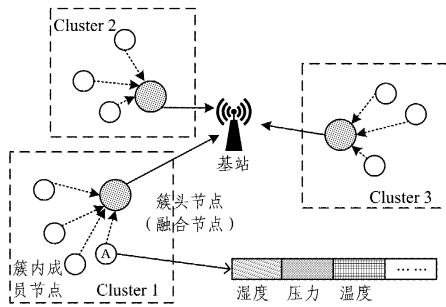 Cluster 2
基站
Cluster 3
簇头节点
(融合节点)
A
簇内成
员节点
Cluster 1
湿度 压力 温度 ……